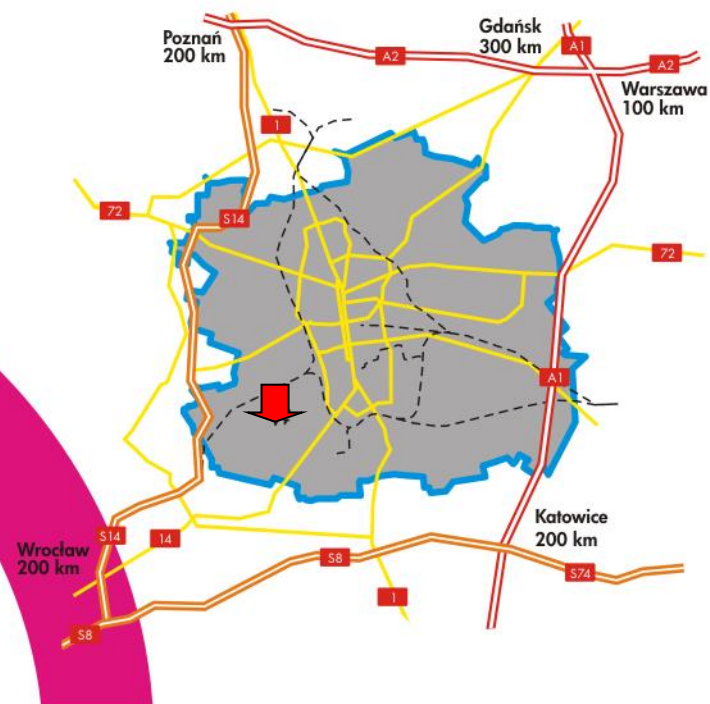 Poznań
200 km
Gdańsk
300 km
A1
A2
A2
Warszawa
100 km
1
72
S14
72
A1
Wrocław
200 km
S14
14
S8
Katowice
200 km
S74
1
S8